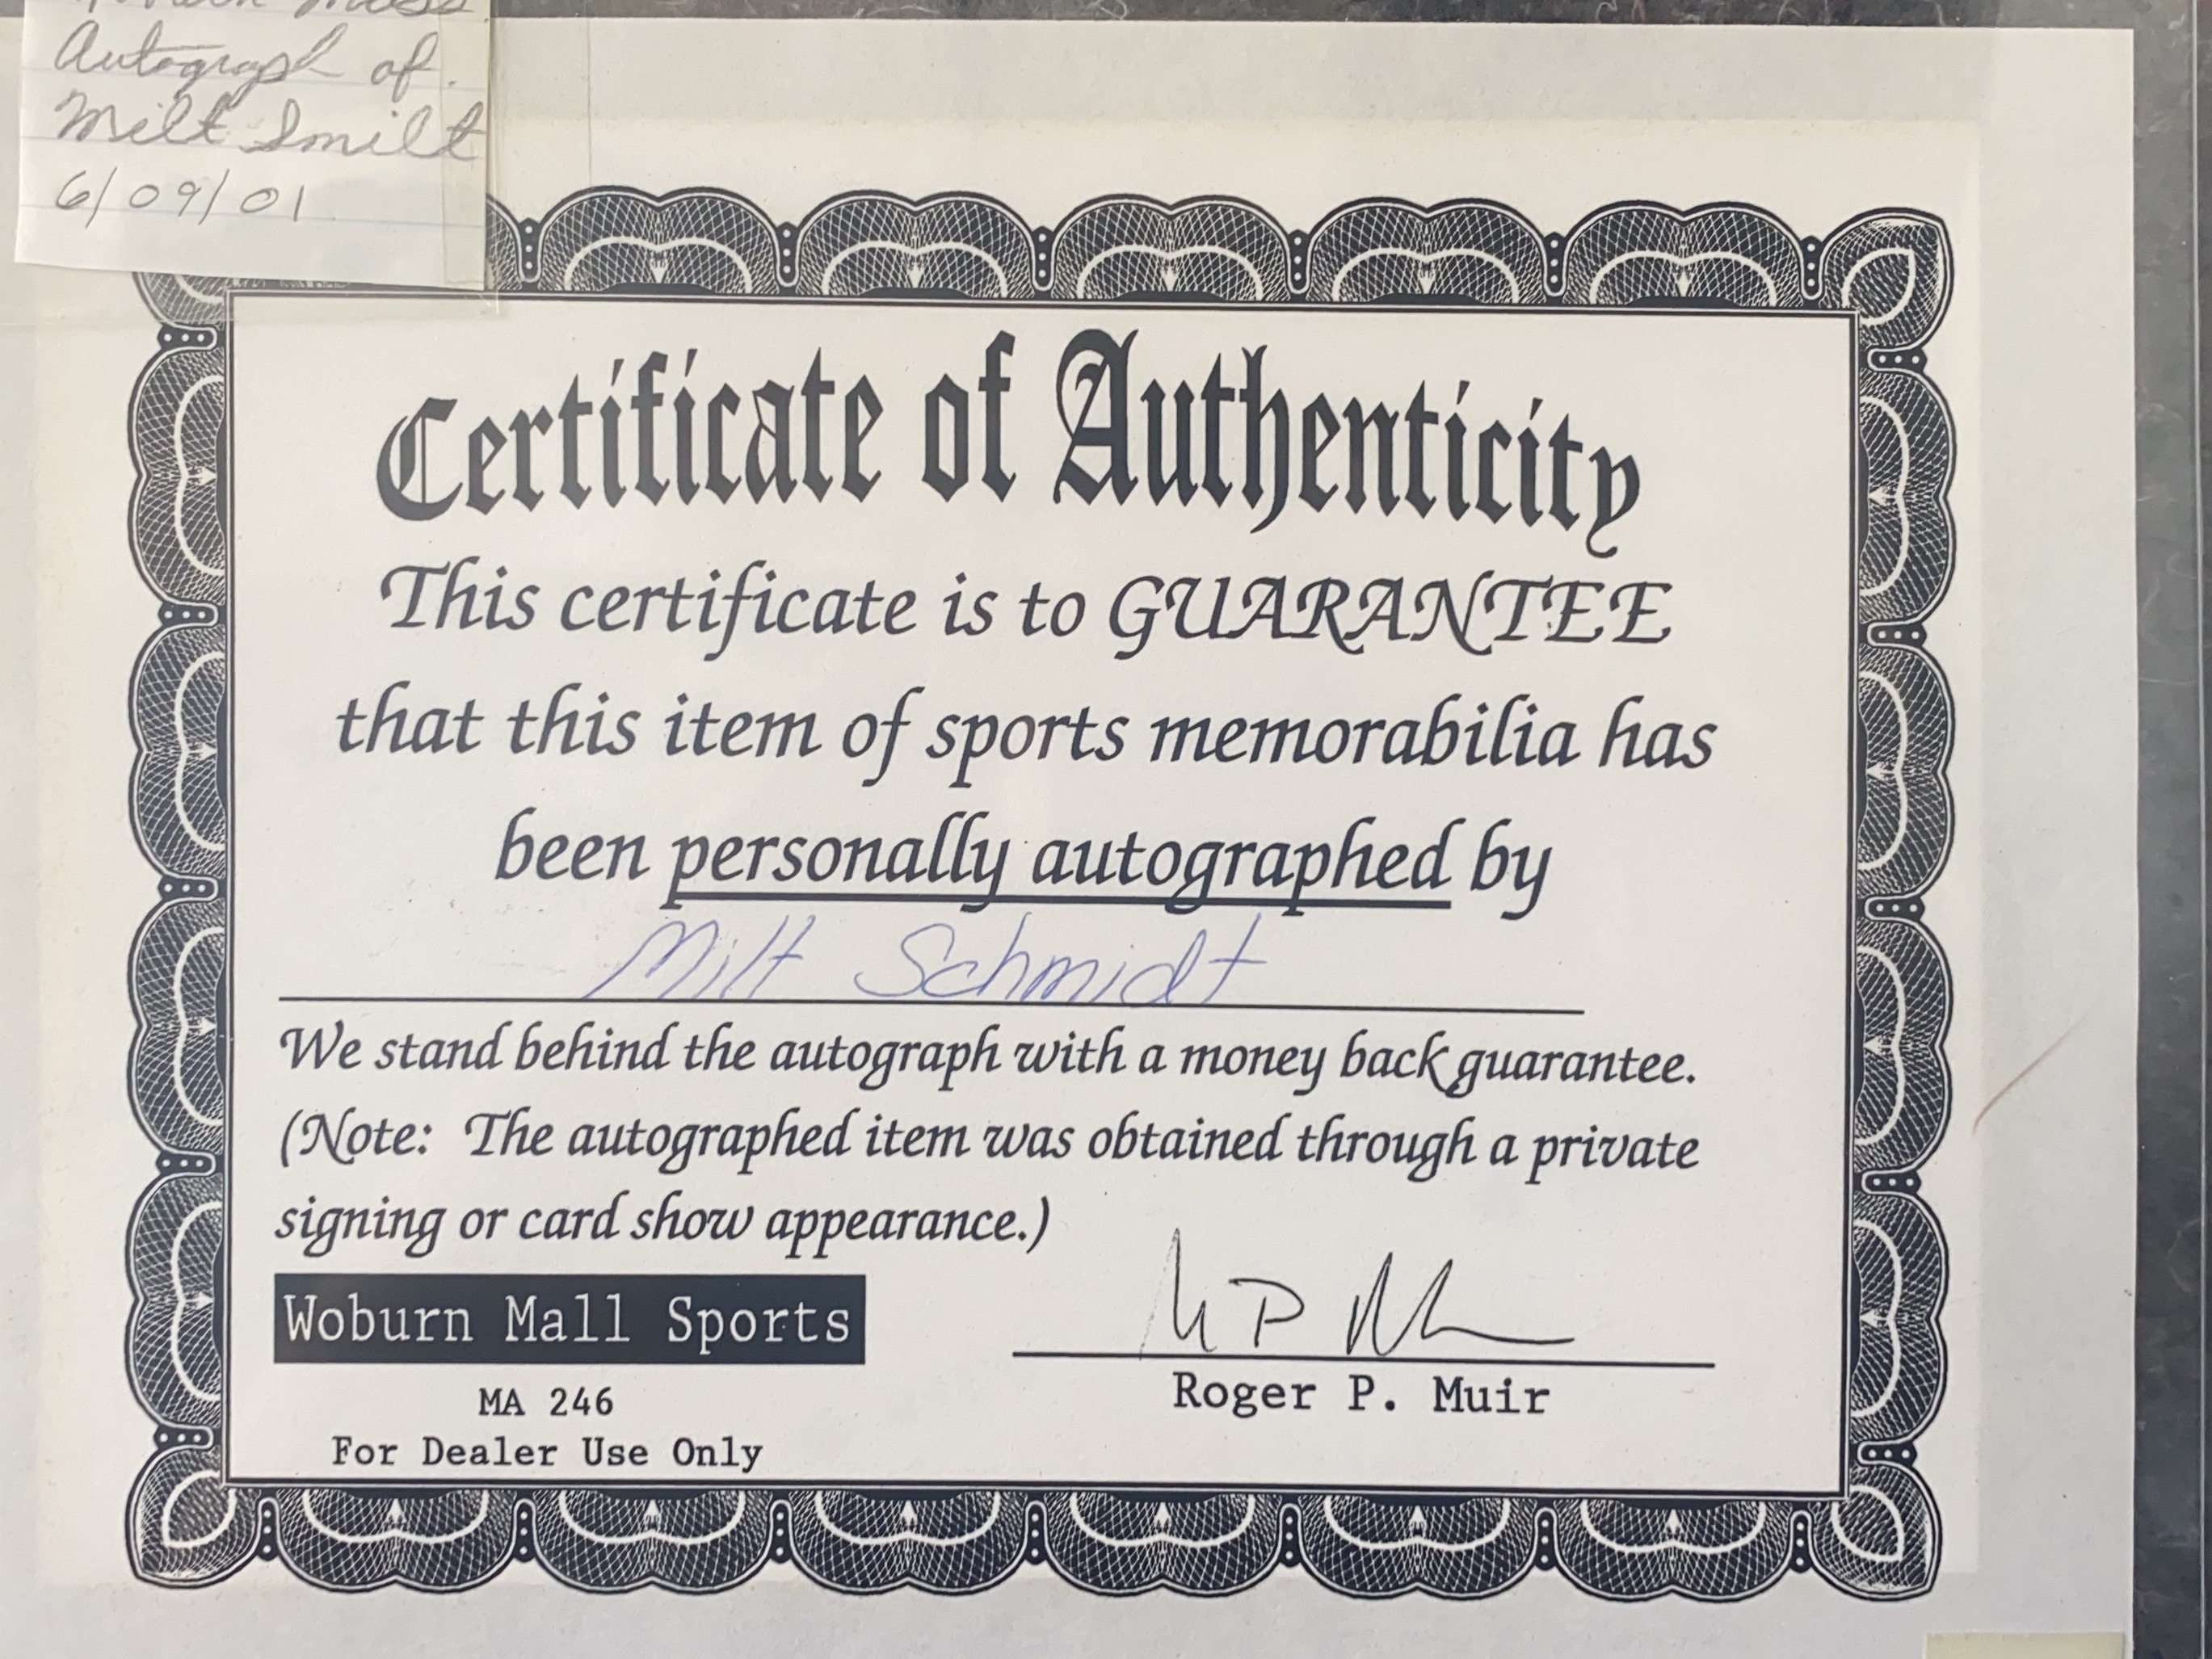 Mass
Autograph of.
Milt Smilt
6/09/01
Certificate of Authenticity
This certificate is to GUARANTEE
that this item of sports memorabilia has
been personally autographed by
Milt Schmidt
We stand behind the autograph with a money back guarantee.
(Note: The autographed item was obtained through a private
signing or card show appearance.)
Woburn Mall Sports
MA 246
For Dealer Use Only
Roger P. Muir